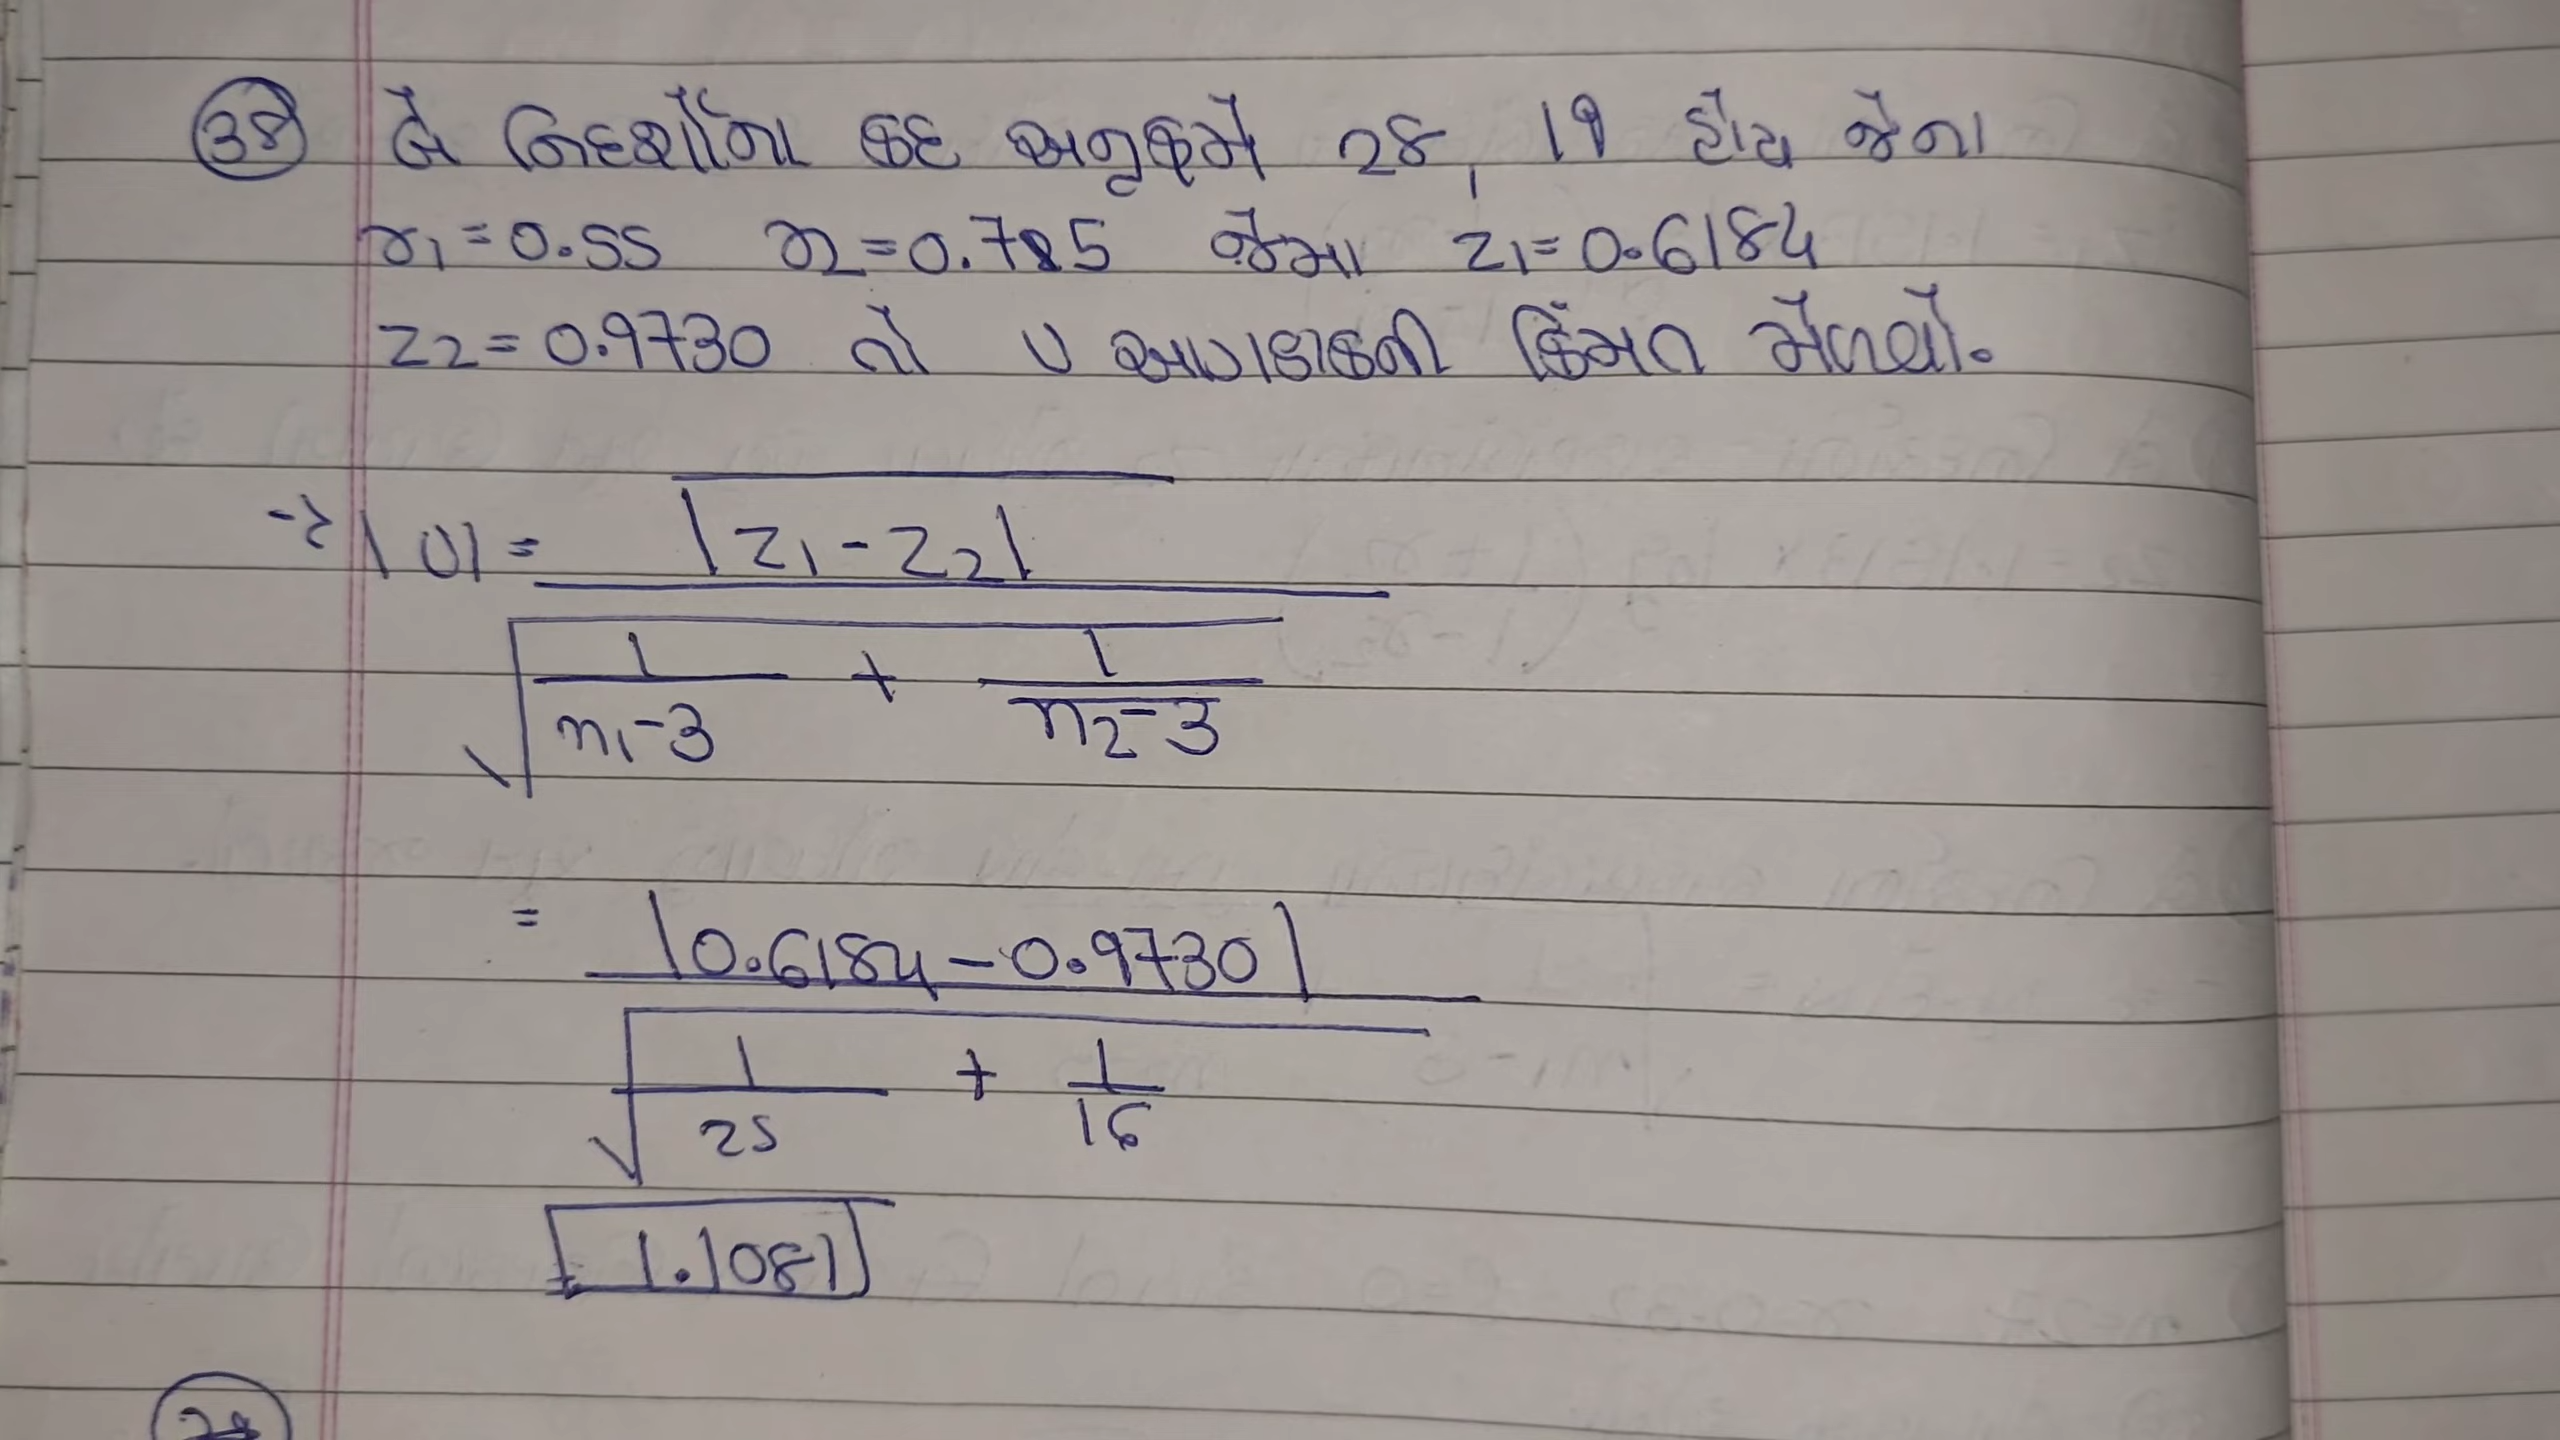 38 બે નિદર્શોના કદ અનુક્રમે 28, 19 હોય જેના
r1 = 0.55 r2 = 0.785 જેમા z1 = 0.6184
z2 = 0.9730 તો U આપાકની કિંમત મેળવો.
→ |U| = |z1 - z2|
√ 1/n1-3 + 1/n2-3
= |0.6184 - 0.9730|
√ 1/25 + 1/16
= 1.1081